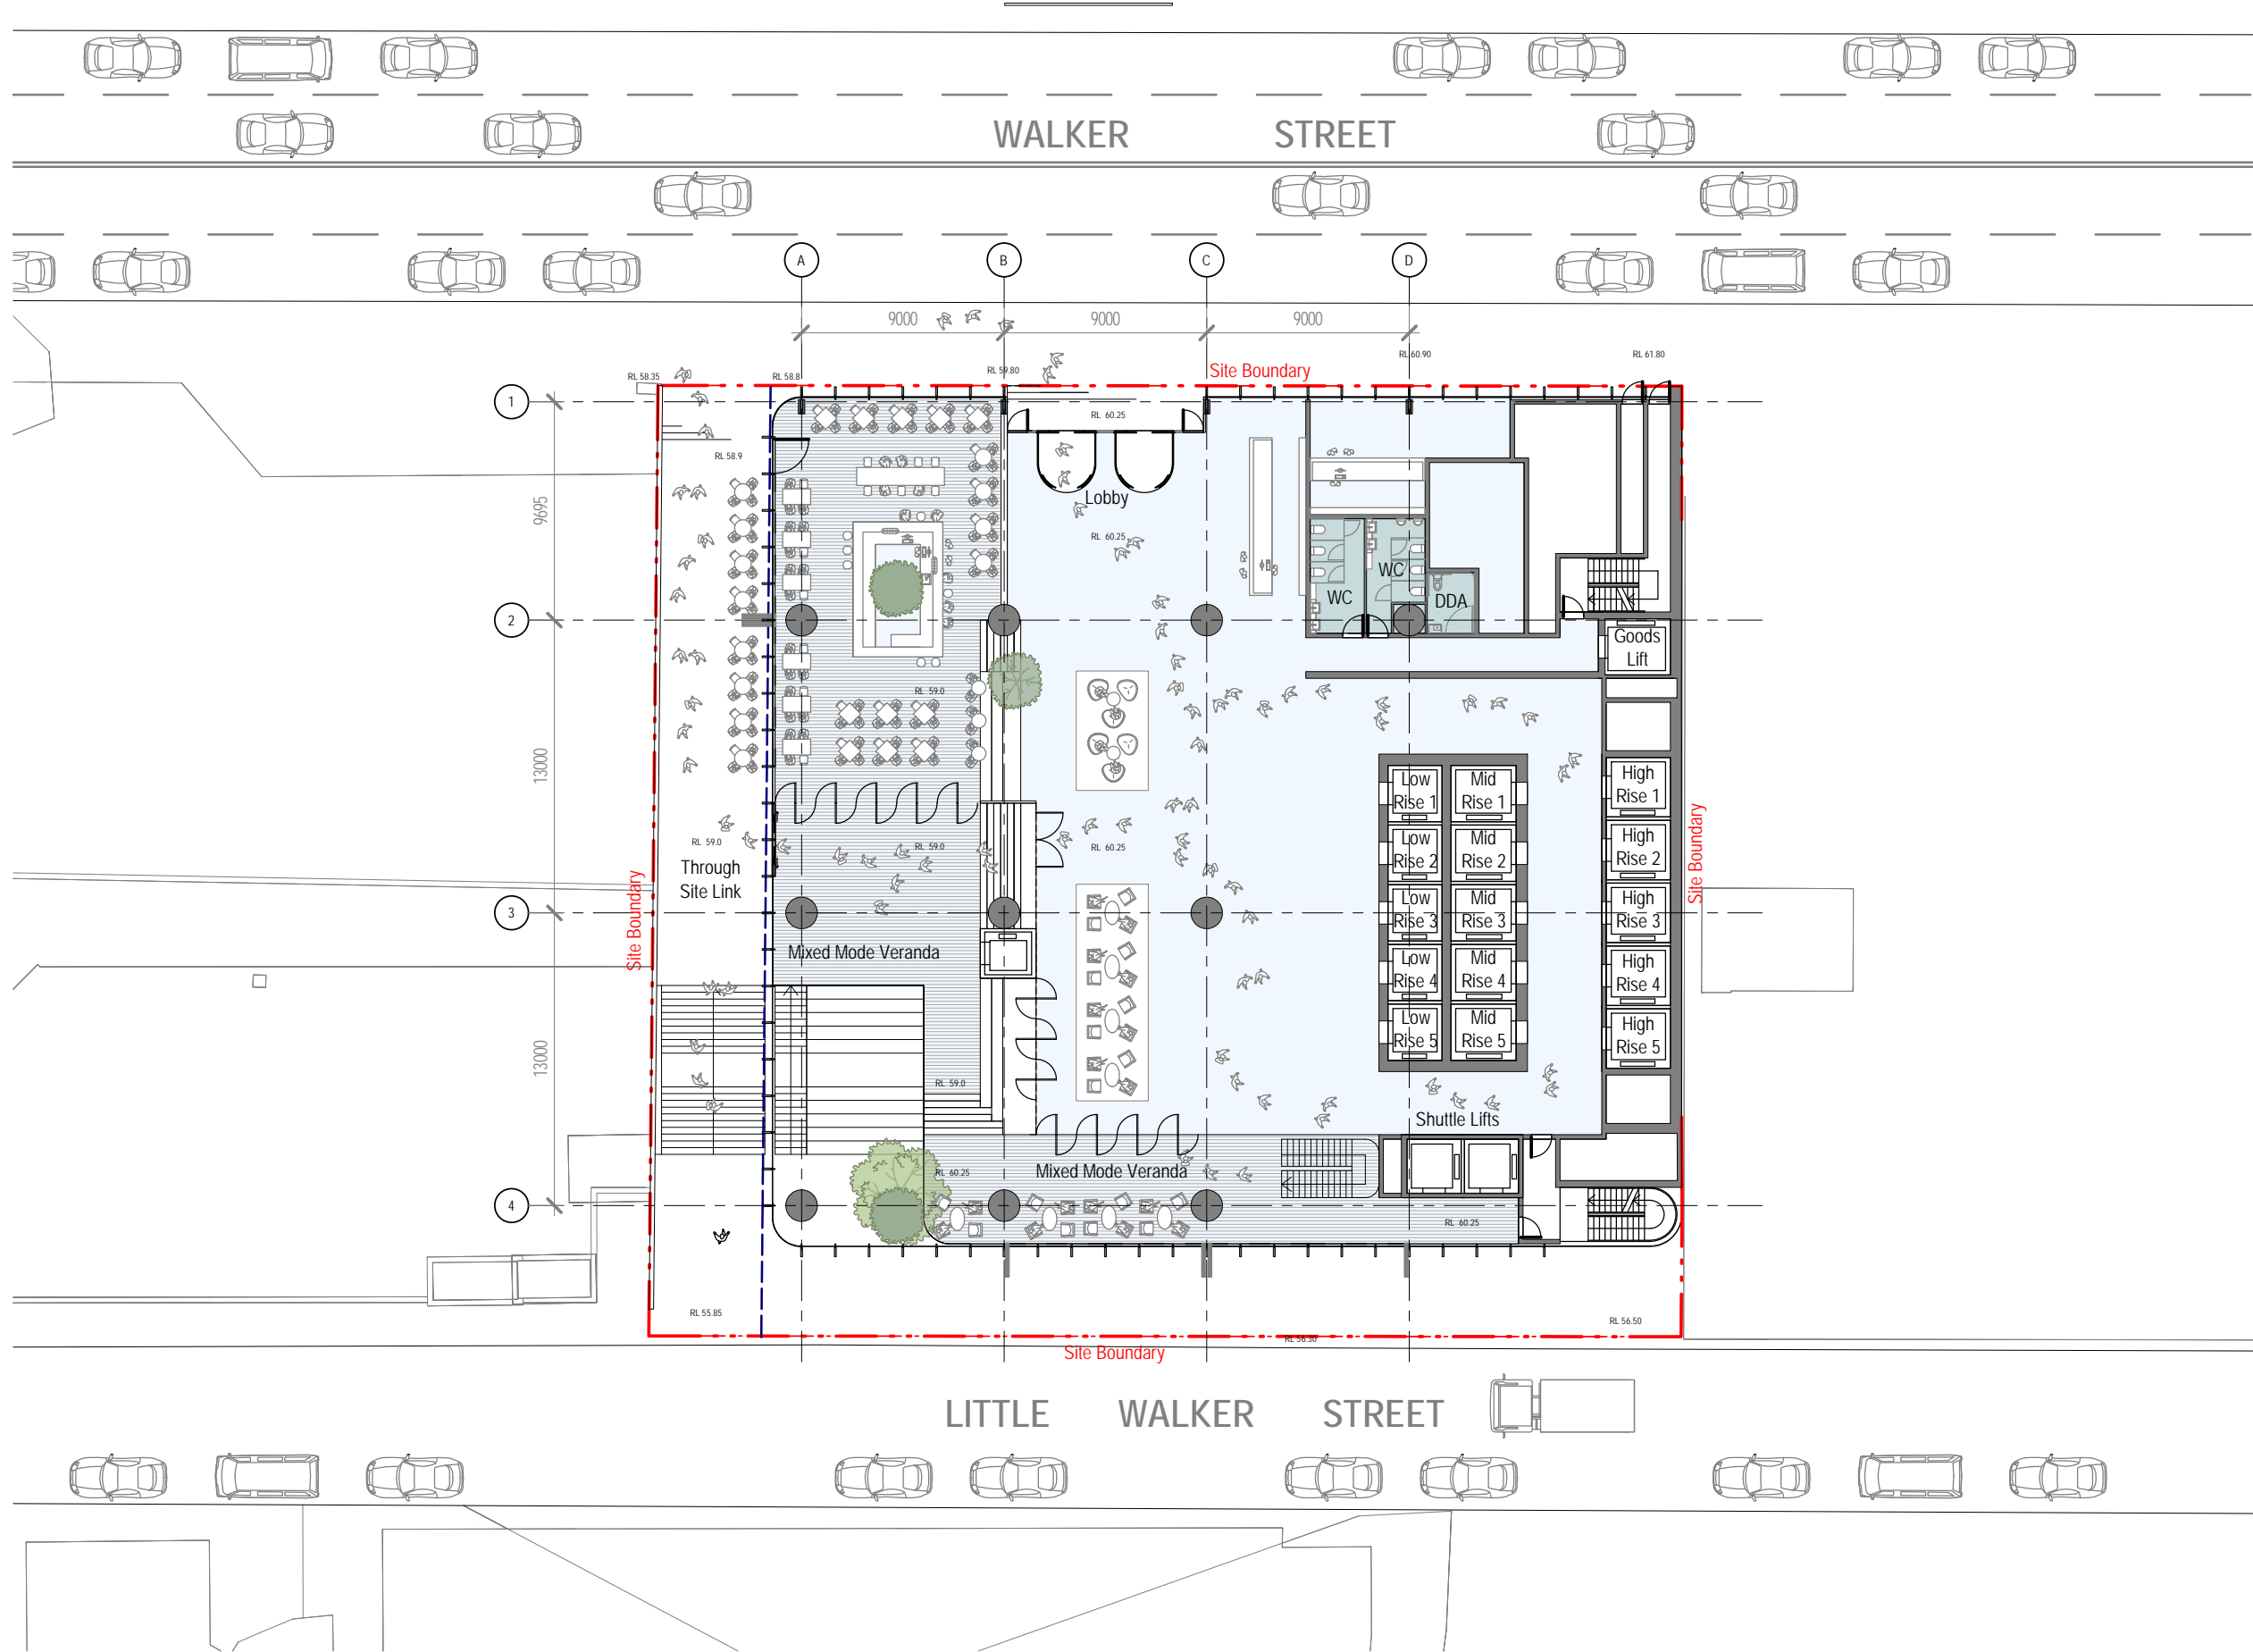 WALKER STREET
A
B
C
D
9000
9000
9000
RL 60.90
RL 61.80
Site Boundary
RL 58.35
RL 58.8
RL 59.80
1
RL 60.25
RL 58.9
Lobby
9695
RL 60.25
WC
WC
DDA
2
Goods
Lift
RL 59.0
13000
Low
Rise 1
Mid
Rise 1
High
Rise 1
RL 59.0
RL 59.0
RL 60.25
Low
Rise 2
Mid
Rise 2
High
Rise 2
Site Boundary
Through
Site Link
Site Boundary
3
Low
Rise 3
Mid
Rise 3
High
Rise 3
Mixed Mode Veranda
Low
Rise 4
Mid
Rise 4
High
Rise 4
13000
Low
Rise 5
Mid
Rise 5
High
Rise 5
RL 59.0
Shuttle Lifts
RL 60.25
Mixed Mode Veranda
4
RL 60.25
RL 55.85
RL 56.50
RL 56.30
Site Boundary
LITTLE WALKER STREET